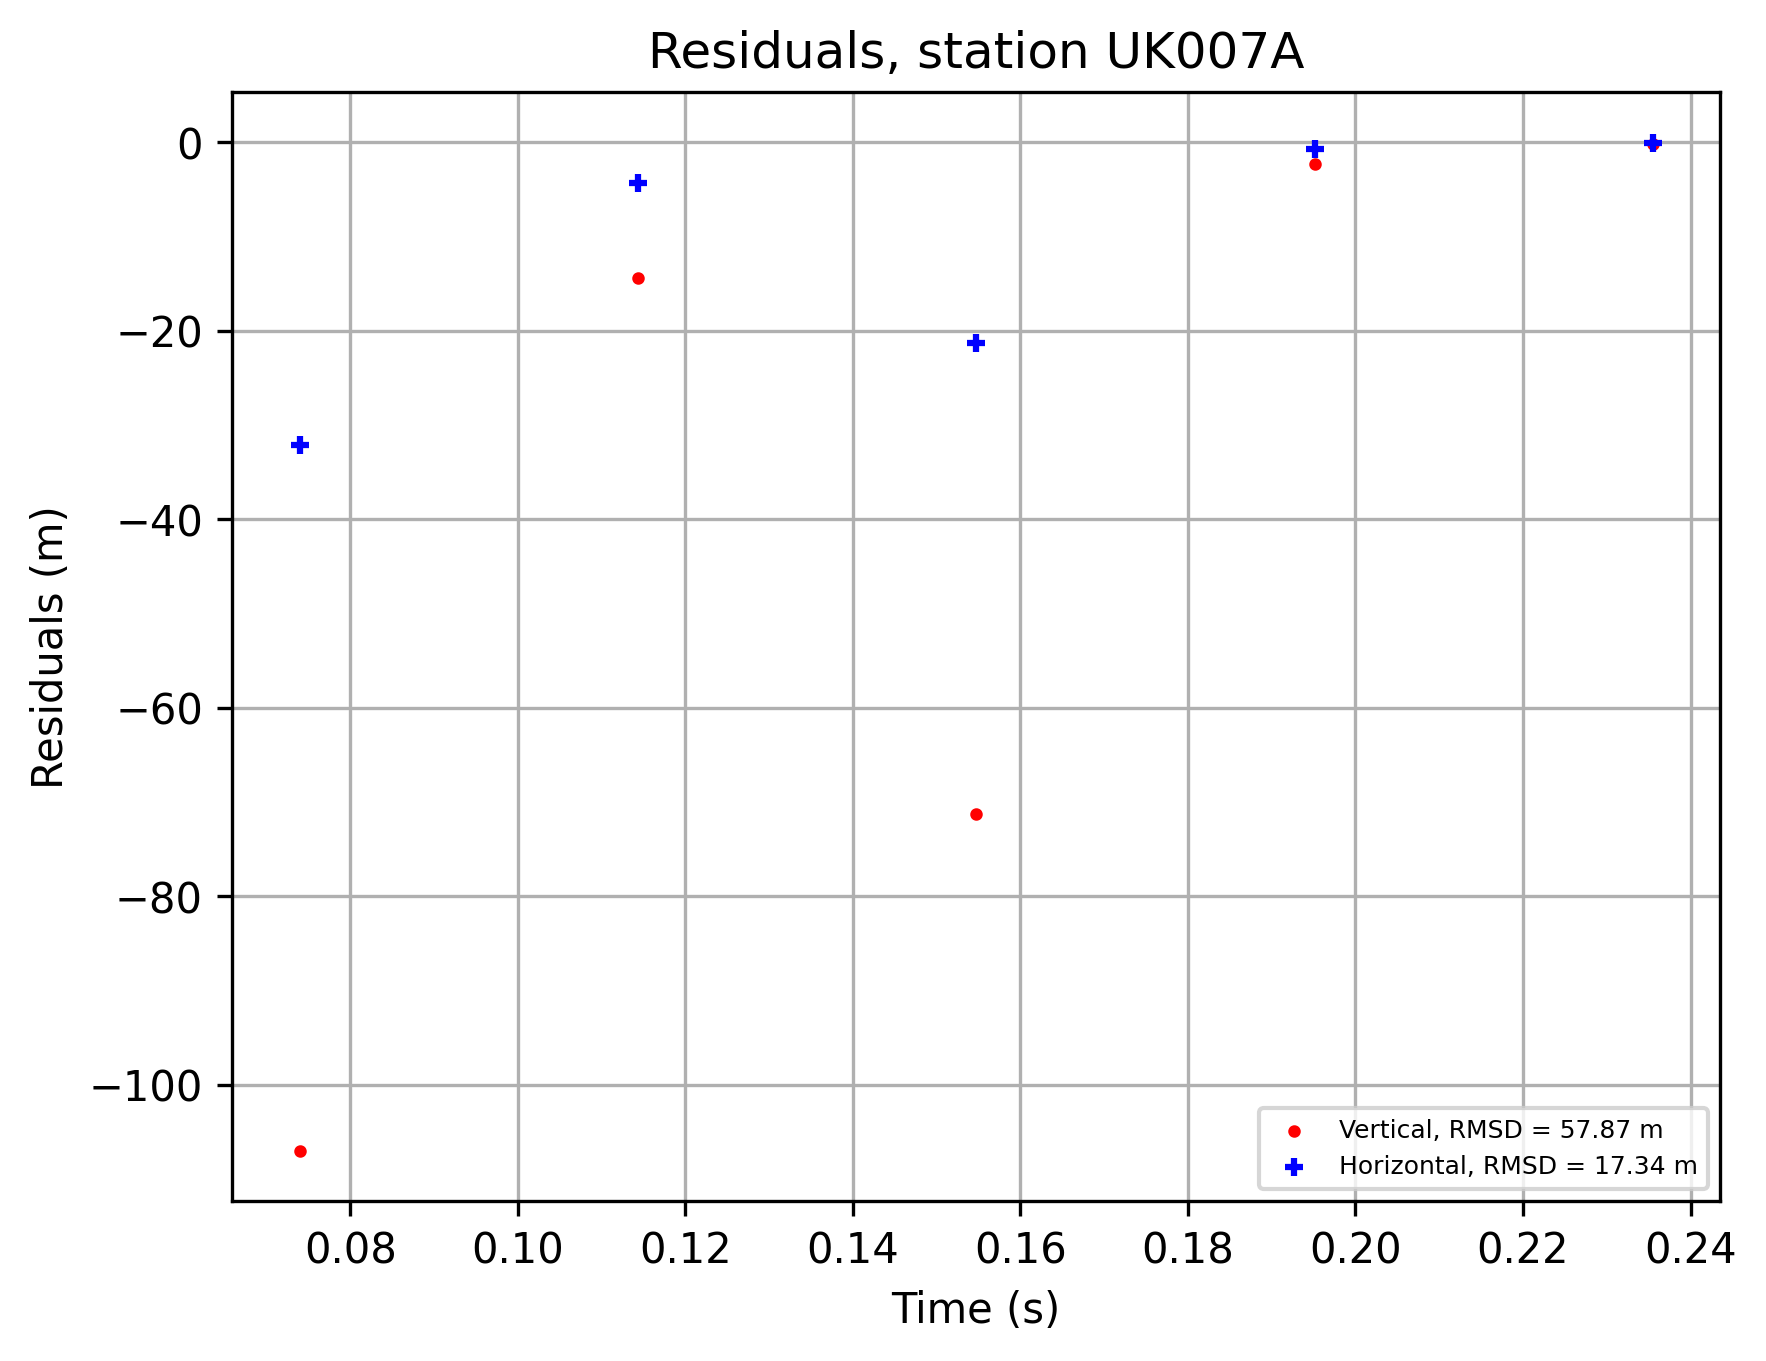 Residuals, station UK007A
0
−20
−40
−60
−80
−100
Residuals (m)
Vertical, RMSD = 57.87 m
Horizontal, RMSD = 17.34 m
0.08 0.10 0.12 0.14 0.16 0.18 0.20 0.22 0.24
Time (s)